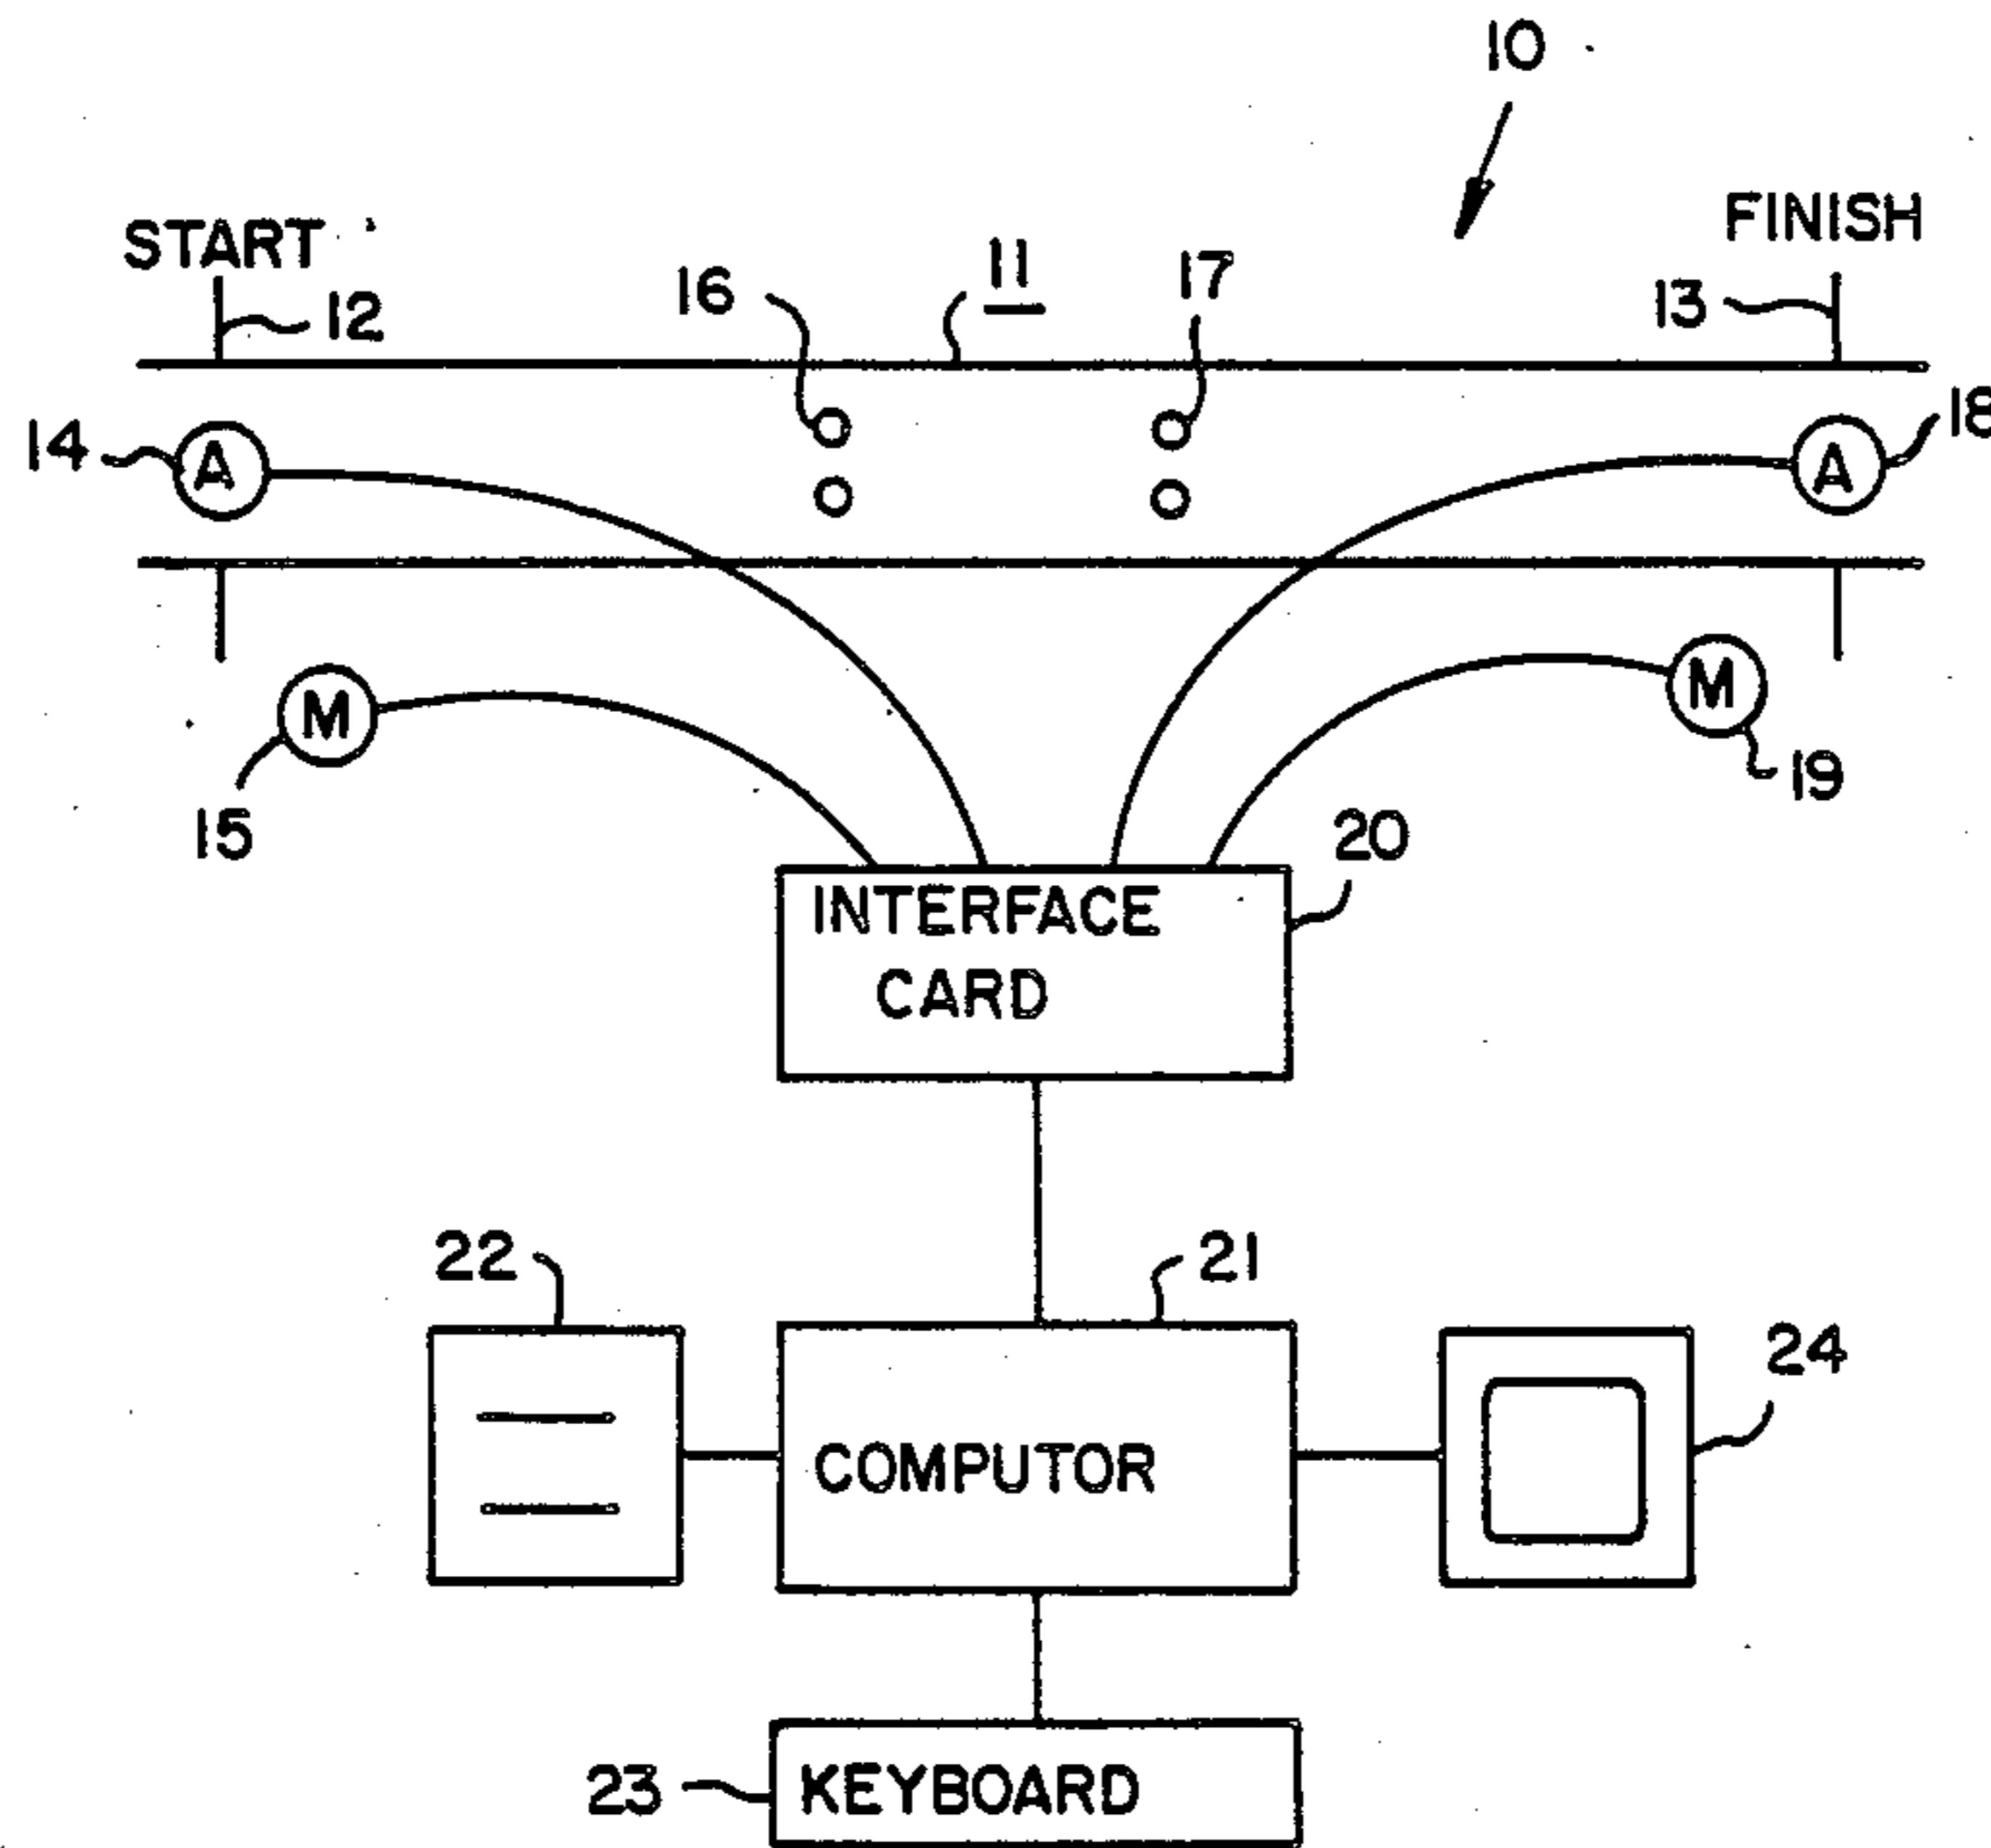 10
START
FINISH
16
11
17
12
13
14
A
A
18
M
M
15
19
20
INTERFACE
CARD
22
21
24
COMPUTOR
23
KEYBOARD